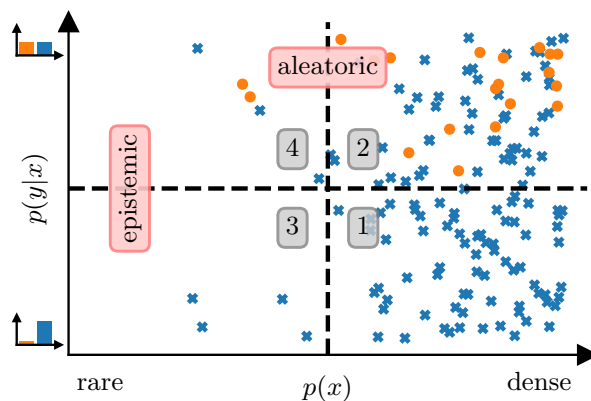 aleatoric
epistemic
4
2
3
1
p(y|x)
rare
p(x)
dense